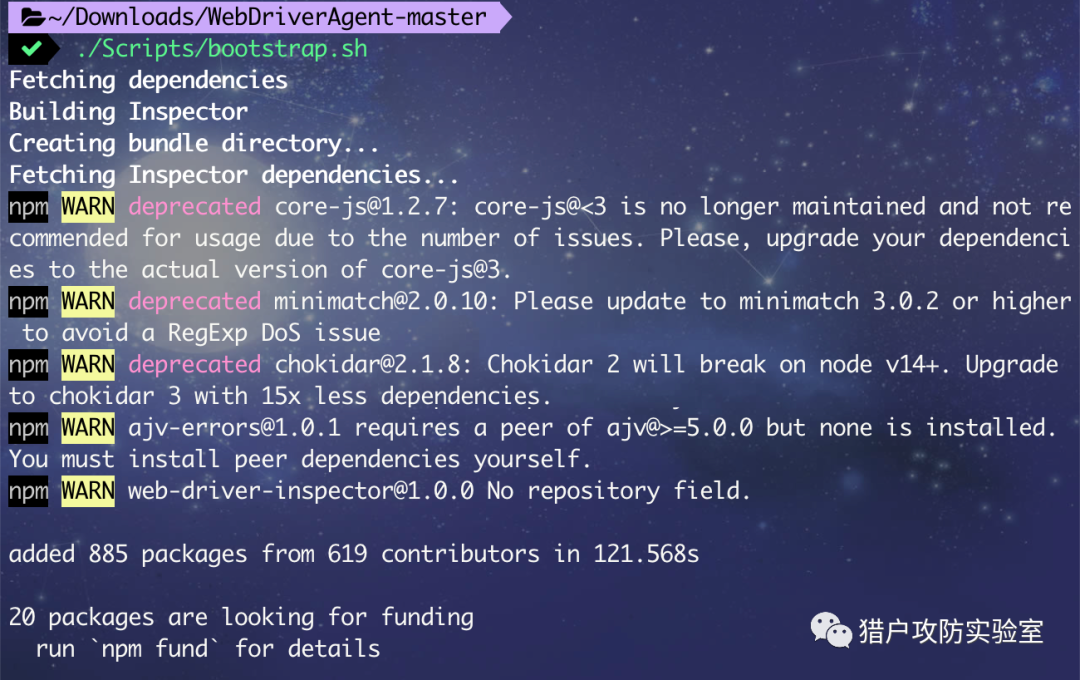 ~/Downloads/WebDriverAgent-master
./Scripts/bootstrap.sh
Fetching dependencies
Building Inspector
Creating bundle directory...
Fetching Inspector dependencies...
npm WARN deprecated core-js@1.2.7: core-js@<3 is no longer maintained and not re
commended for usage due to the number of issues. Please, upgrade your dependenci
es to the actual version of core-js@3.
npm WARN deprecated minimatch@2.0.10: Please update to minimatch 3.0.2 or higher
to avoid a RegExp DoS issue
npm WARN deprecated chokidar@2.1.8: Chokidar 2 will break on node v14+. Upgrade
to chokidar 3 with 15x less dependencies.
npm WARN ajv-errors@1.0.1 requires a peer of ajv@>=5.0.0 but none is installed.
You must install peer dependencies yourself.
npm WARN web-driver-inspector@1.0.0 No repository field.
added 885 packages from 619 contributors in 121.568s
20 packages are looking for funding
run `npm fund` for details
猎户攻防实验室